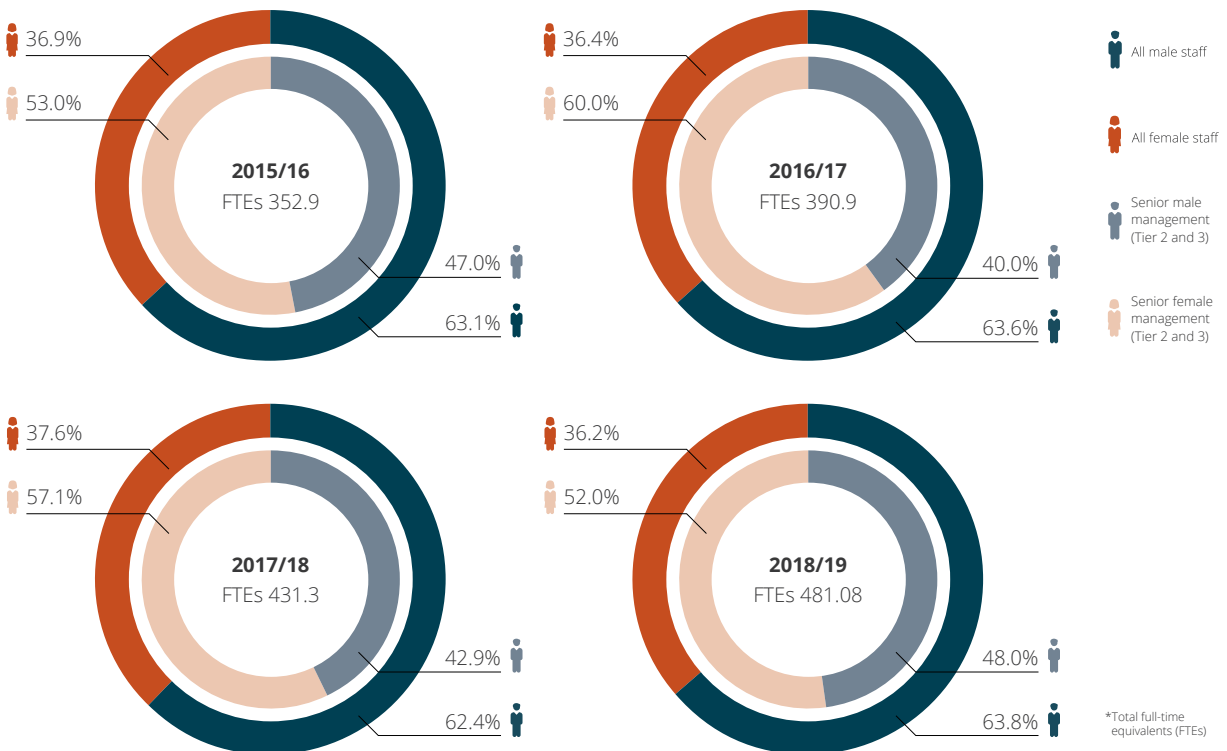 36.9%
53.0%
2015/16
FTEs 352.9
47.0%
63.1%
36.4%
60.0%
2016/17
FTEs 390.9
40.0%
63.6%
All male staff
All female staff
Senior male
management
(Tier 2 and 3)
Senior female
management
(Tier 2 and 3)
37.6%
57.1%
2017/18
FTEs 431.3
42.9%
62.4%
36.2%
52.0%
2018/19
FTEs 481.08
48.0%
63.8%
*Total full-time
equivalents (FTEs)